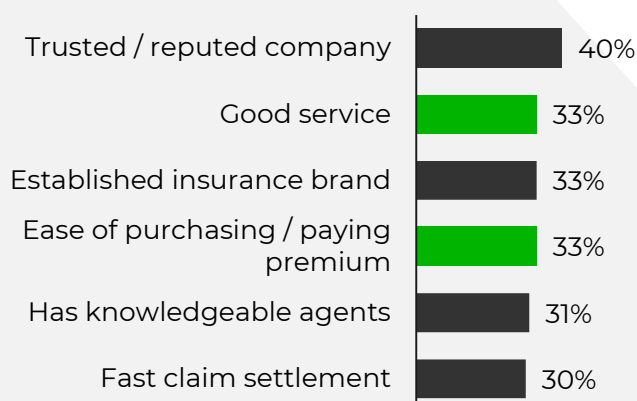 Trusted / reputed company 40%
Good service 33%
Established insurance brand 33%
Ease of purchasing / paying
premium 33%
Has knowledgeable agents 31%
Fast claim settlement 30%